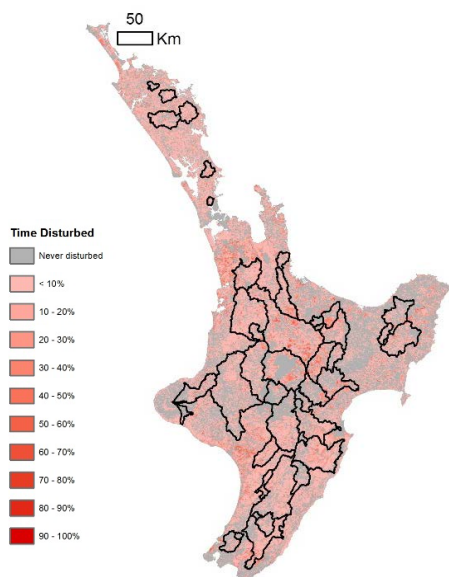 50
Km
Time Disturbed
Never disturbed
< 10%
10 - 20%
20 - 30%
30 - 40%
40 - 50%
50 - 60%
60 - 70%
70 - 80%
80 - 90%
90 - 100%